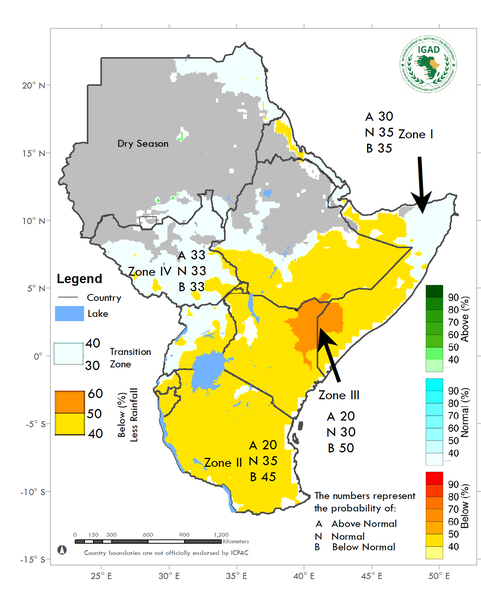 IGAD
20° N
15° N
10° N
5° N
0°
-5° S
-10° S
-15° S
25° E
30° E
35° E
40° E
45° E
50° E
Dry Season
A 30
N 35 Zone I
B 35
A 33
Zone IV N 33
B 33
Legend
Country
Lake
40
30
Transition
Zone
60
50
40
Below (%)
Less Rainfall
Zone III
A 20
N 30
B 50
A 20
Zone II N 35
B 45
The numbers represent
the probability of:
A Above Normal
N Normal
B Below Normal
90
80
70
60
50
40
Above (%)
90
80
70
60
50
40
Normal (%)
90
80
70
60
50
40
Below (%)
0 150 300 600 900 1,200
Kilometers
Country boundaries are not officially endorsed by ICPAC